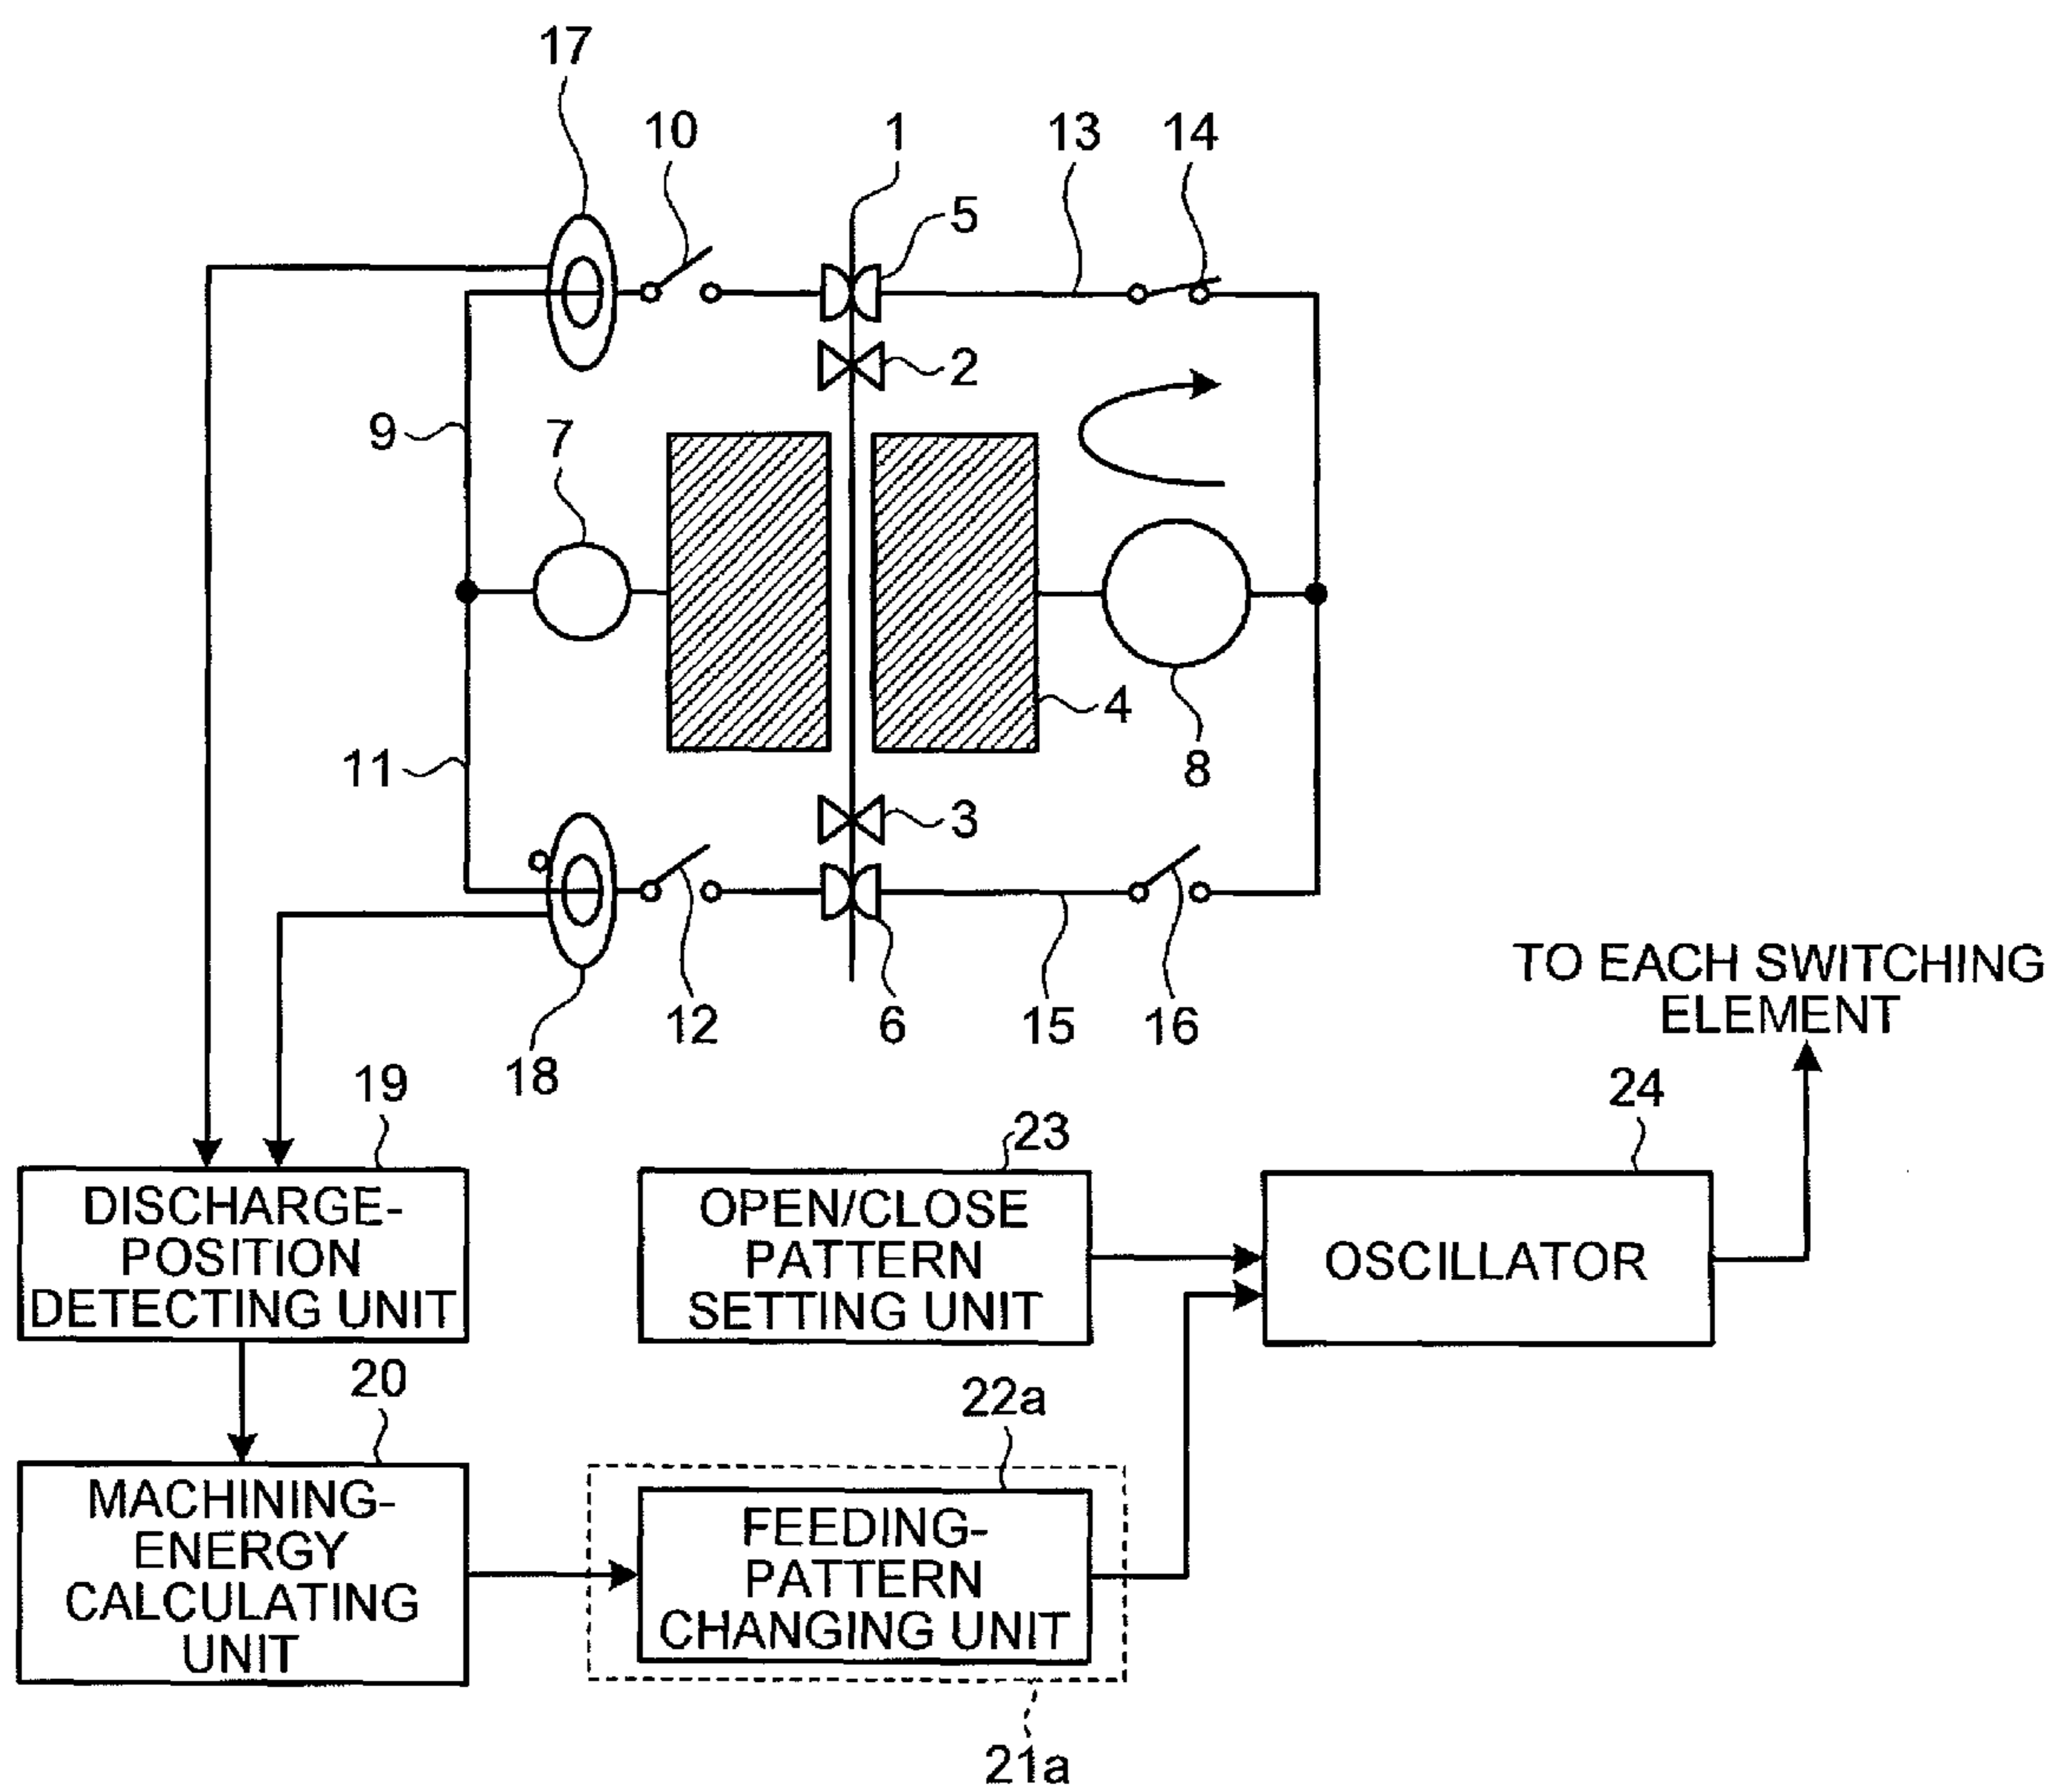 17
10
1
13
14
5
2
9
7
4
8
11
3
12
6
15
16
18
TO EACH SWITCHING
ELEMENT
19
23
24
DISCHARGE-
POSITION
DETECTING UNIT
OPEN/CLOSE
PATTERN
SETTING UNIT
OSCILLATOR
20
22a
MACHINING-
ENERGY
CALCULATING
UNIT
FEEDING-
PATTERN
CHANGING UNIT
21a